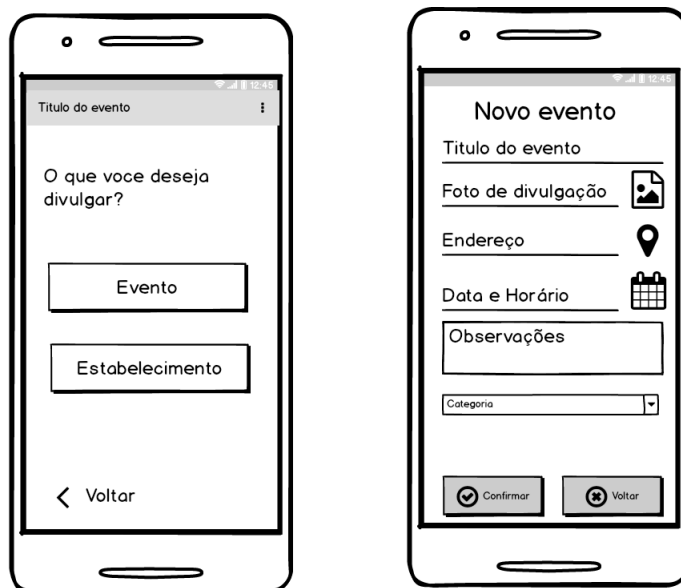 12:45
Titulo do evento
O que voce deseja
divulgar?
Evento
Estabelecimento
Voltar
12:45
Novo evento
Titulo do evento
Foto de divulgação
Endereço
Data e Horário
Observações
Categoria
Confirmar
Voltar